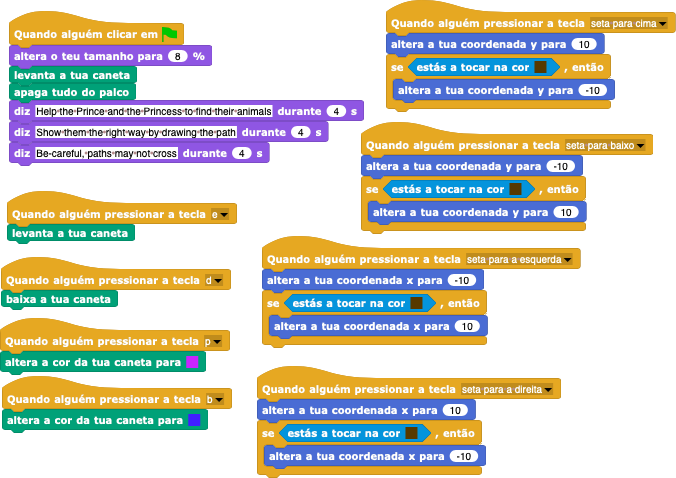 Quando alguém clicar em
altera o teu tamanho para 8 %
levanta a tua caneta
apaga tudo do palco
diz Help·the·Prince·and·the·Princess·to·find·their·animals durante 4 s
diz Show·them·the·right·way·by·drawing·the·path durante 4 s
diz Be·careful,·paths·may·not·cross durante 4 s
Quando alguém pressionar a tecla e
levanta a tua caneta
Quando alguém pressionar a tecla d
baixa a tua caneta
Quando alguém pressionar a tecla p
altera a cor da tua caneta para
Quando alguém pressionar a tecla b
altera a cor da tua caneta para
Quando alguém pressionar a tecla seta para cima
altera a tua coordenada y para 10
se estás a tocar na cor , então
altera a tua coordenada y para -10
Quando alguém pressionar a tecla seta para baixo
altera a tua coordenada y para -10
se estás a tocar na cor , então
altera a tua coordenada y para 10
Quando alguém pressionar a tecla seta para a esquerda
altera a tua coordenada x para -10
se estás a tocar na cor , então
altera a tua coordenada x para 10
Quando alguém pressionar a tecla seta para a direita
altera a tua coordenada x para 10
se estás a tocar na cor , então
altera a tua coordenada x para -10